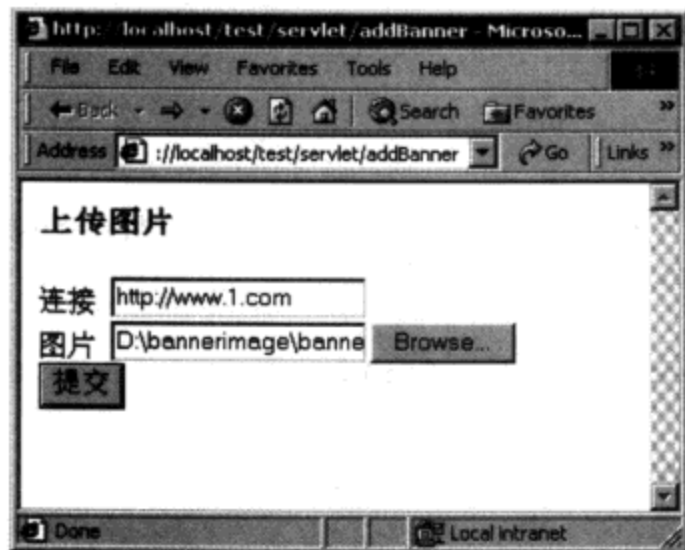 http://localhost/test/servlet/addBanner - Microso...
File Edit View Favorites Tools Help
Back Search Favorites »
Address ://localhost/test/servlet/addBanner Go Links »
上传图片
连接 http://www.1.com
图片 D:\bannerimage\banne Browse...
提交
Done Local intranet